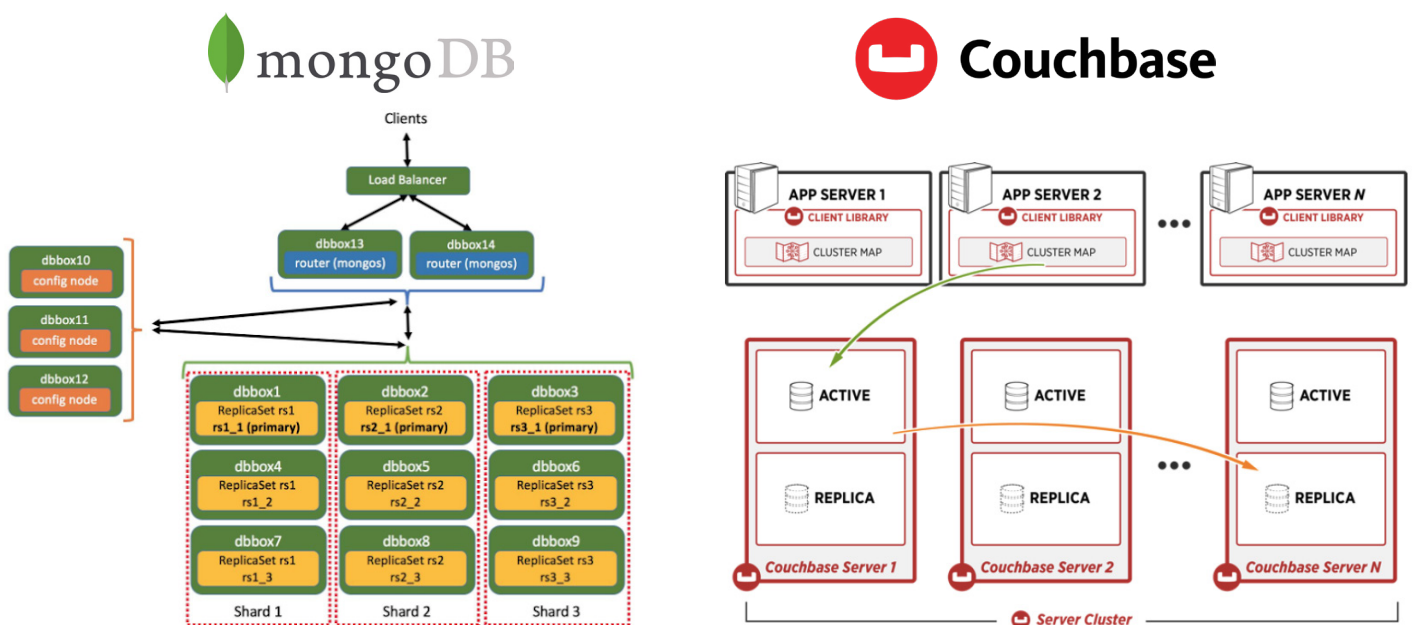 mongoDB
Clients
Load Balancer
dbbox13
router (mongos)
dbbox14
router (mongos)
dbbox10
config node
dbbox11
config node
dbbox12
config node
dbbox1
ReplicaSet rs1
rs1_1 (primary)
dbbox2
ReplicaSet rs2
rs2_1 (primary)
dbbox3
ReplicaSet rs3
rs3_1 (primary)
dbbox4
ReplicaSet rs1
rs1_2
dbbox5
ReplicaSet rs2
rs2_2
dbbox6
ReplicaSet rs3
rs3_2
dbbox7
ReplicaSet rs1
rs1_3
dbbox8
ReplicaSet rs2
rs2_3
dbbox9
ReplicaSet rs3
rs3_3
Shard 1
Shard 2
Shard 3
Couchbase
APP SERVER 1
CLIENT LIBRARY
CLUSTER MAP
APP SERVER 2
CLIENT LIBRARY
CLUSTER MAP
APP SERVER N
CLIENT LIBRARY
CLUSTER MAP
ACTIVE
REPLICA
Couchbase Server 1
ACTIVE
REPLICA
Couchbase Server 2
ACTIVE
REPLICA
Couchbase Server N
Server Cluster